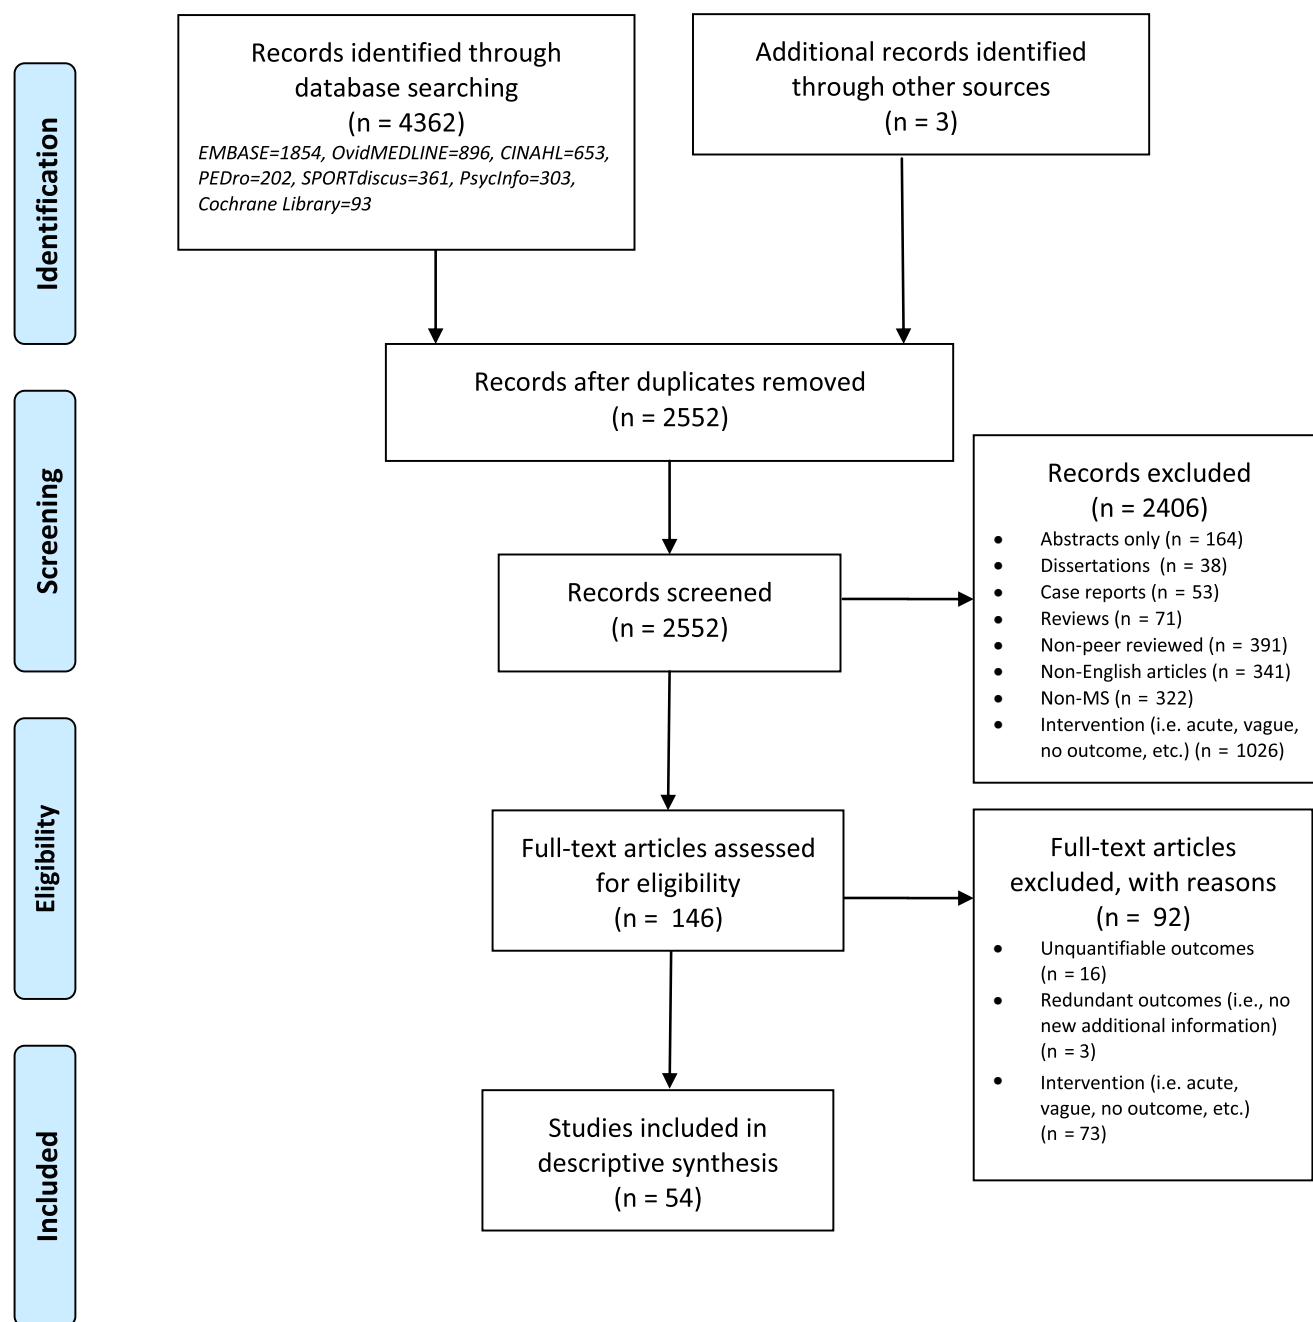 Records identified through
database searching
(n = 4362)
EMBASE=1854, OvidMEDLINE=896, CINAHL=653,
PEDro=202, SPORTdiscus=361, PsycInfo=303,
Cochrane Library=93
Additional records identified
through other sources
(n = 3)
Identification
Records after duplicates removed
(n = 2552)
Screening
Records screened
(n = 2552)
Records excluded
(n = 2406)
• Abstracts only (n = 164)
• Dissertations (n = 38)
• Case reports (n = 53)
• Reviews (n = 71)
• Non-peer reviewed (n = 391)
• Non-English articles (n = 341)
• Non-MS (n = 322)
• Intervention (i.e. acute, vague,
no outcome, etc.) (n = 1026)
Eligibility
Full-text articles assessed
for eligibility
(n = 146)
Full-text articles
excluded, with reasons
(n = 92)
• Unquantifiable outcomes
(n = 16)
• Redundant outcomes (i.e., no
new additional information)
(n = 3)
• Intervention (i.e. acute,
vague, no outcome, etc.)
(n = 73)
Included
Studies included in
descriptive synthesis
(n = 54)